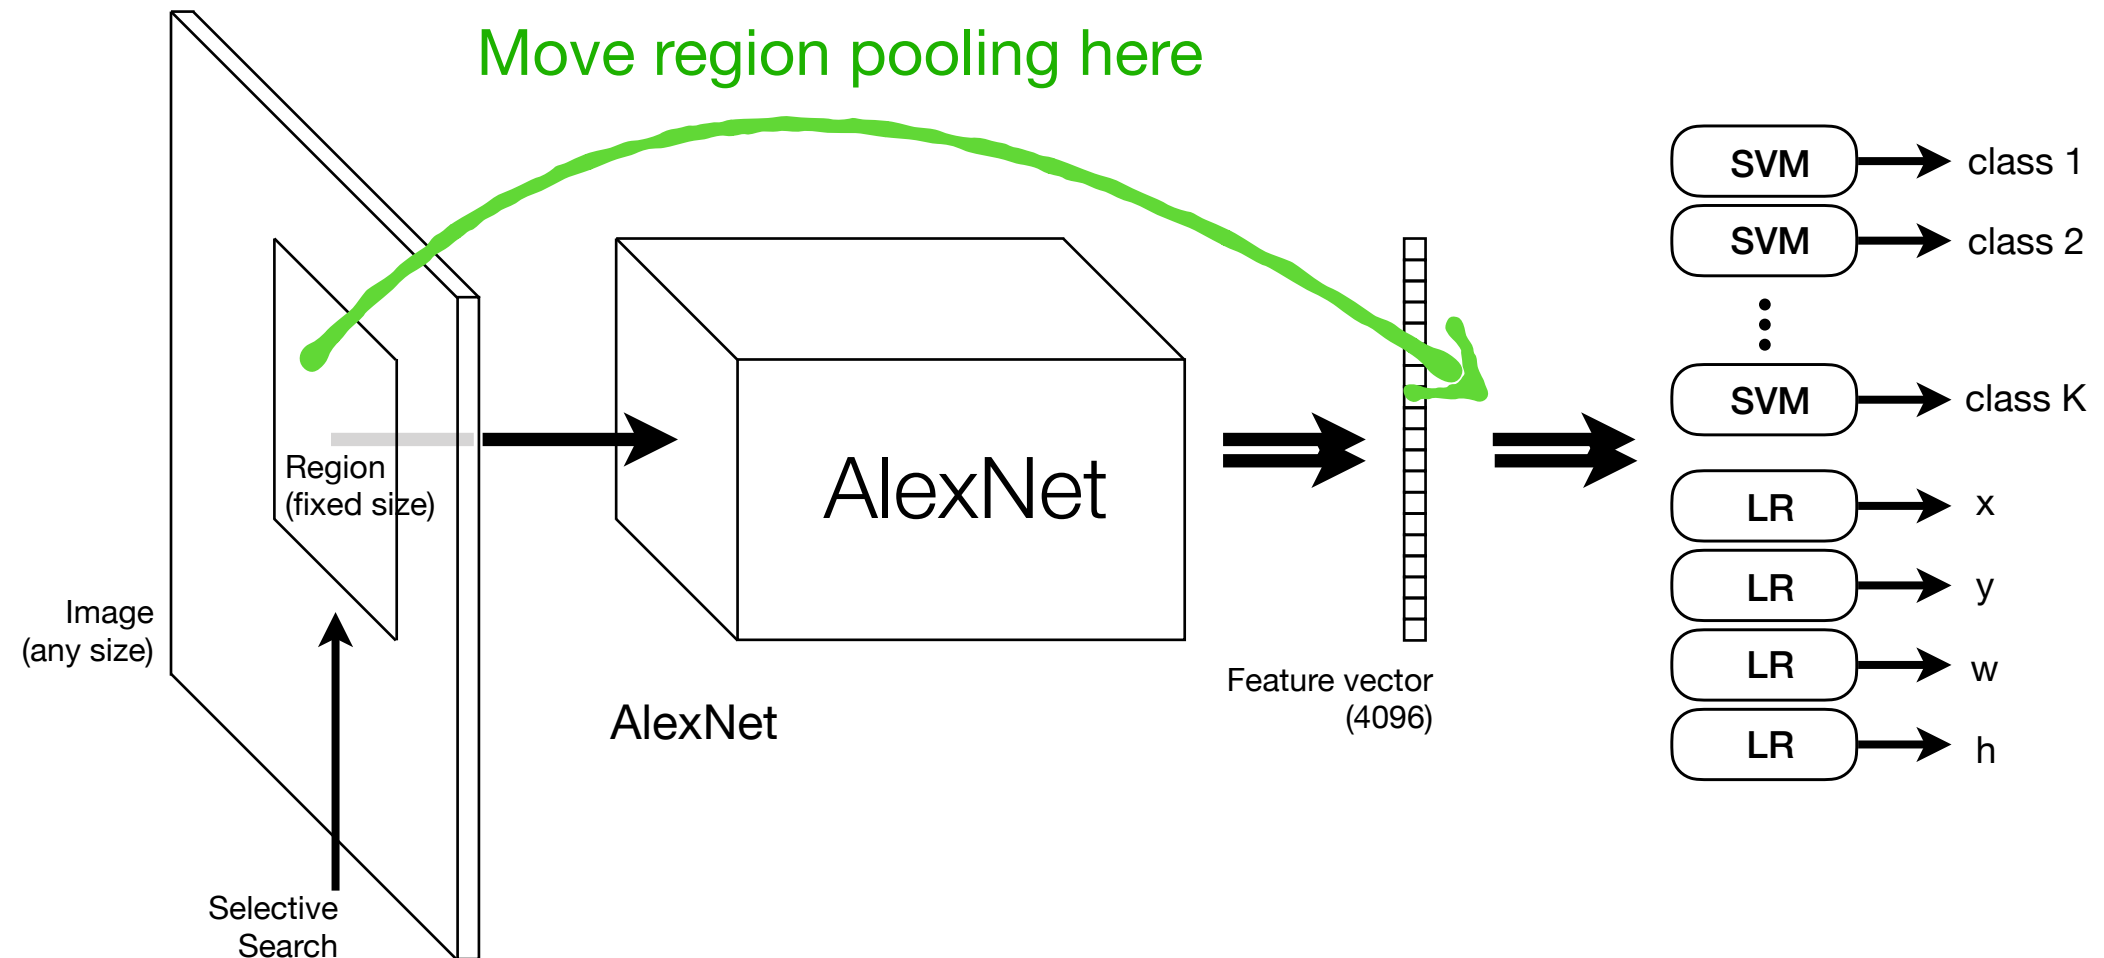 Move region pooling here
Region
(fixed size)
Image
(any size)
Selective
Search
AlexNet
AlexNet
Feature vector
(4096)
SVM
class 1
SVM
class 2
SVM
class K
LR
x
LR
y
LR
w
LR
h